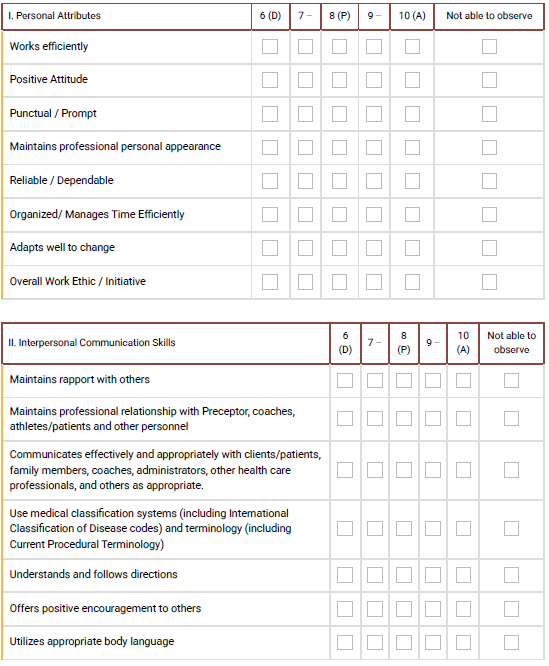 I. Personal Attributes 6 (D) 7 – 8 (P) 9 – 10 (A) Not able to observe
Works efficiently
Positive Attitude
Punctual / Prompt
Maintains professional personal appearance
Reliable / Dependable
Organized/ Manages Time Efficiently
Adapts well to change
Overall Work Ethic / Initiative
II. Interpersonal Communication Skills 6 (D) 7 – 8 (P) 9 – 10 (A) Not able to observe
Maintains rapport with others
Maintains professional relationship with Preceptor, coaches,
athletes/patients and other personnel
Communicates effectively and appropriately with clients/patients,
family members, coaches, administrators, other health care
professionals, and others as appropriate.
Use medical classification systems (including International
Classification of Disease codes) and terminology (including
Current Procedural Terminology)
Understands and follows directions
Offers positive encouragement to others
Utilizes appropriate body language